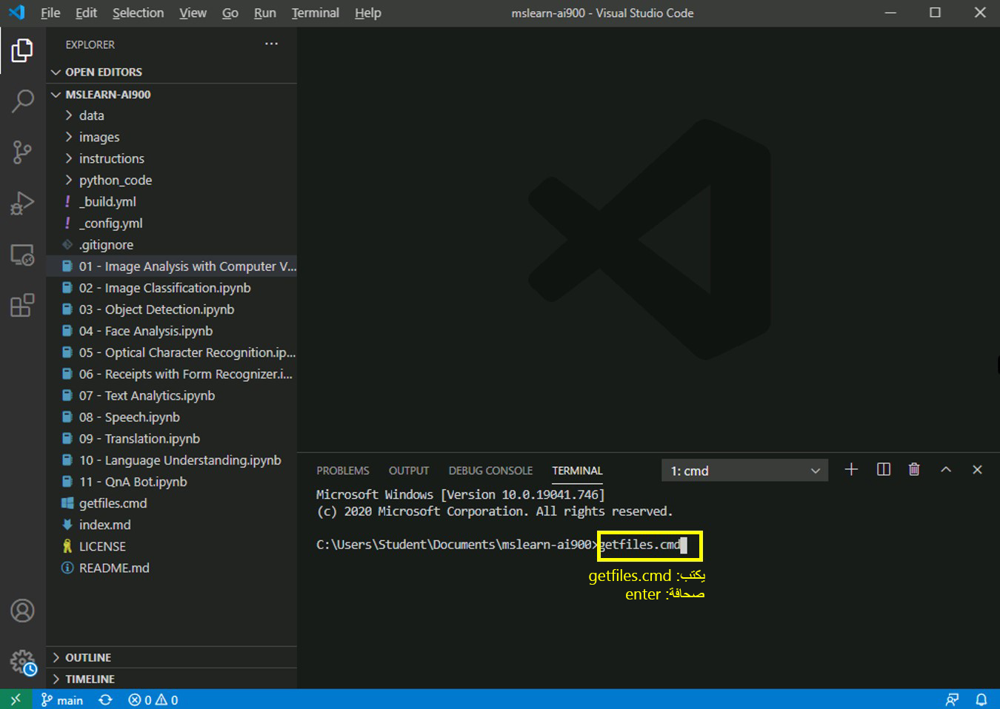 File Edit Selection View Go Run Terminal Help mslearn-ai900 - Visual Studio Code
EXPLORER ...
OPEN EDITORS
MSLEARN-AI900
data
images
instructions
python_code
! _build.yml
! _config.yml
.gitignore
01 - Image Analysis with Computer V...
02 - Image Classification.ipynb
03 - Object Detection.ipynb
04 - Face Analysis.ipynb
05 - Optical Character Recognition.ip...
06 - Receipts with Form Recognizer.i...
07 - Text Analytics.ipynb
08 - Speech.ipynb
09 - Translation.ipynb
10 - Language Understanding.ipynb
11 - QnA Bot.ipynb
getfiles.cmd
index.md
LICENSE
README.md
OUTLINE
TIMELINE
PROBLEMS OUTPUT DEBUG CONSOLE TERMINAL 1: cmd
Microsoft Windows [Version 10.0.19041.746]
(c) 2020 Microsoft Corporation. All rights reserved.
C:\Users\Student\Documents\mslearn-ai900>getfiles.cmd
يكتب: getfiles.cmd
صحافة: enter
main 0 0